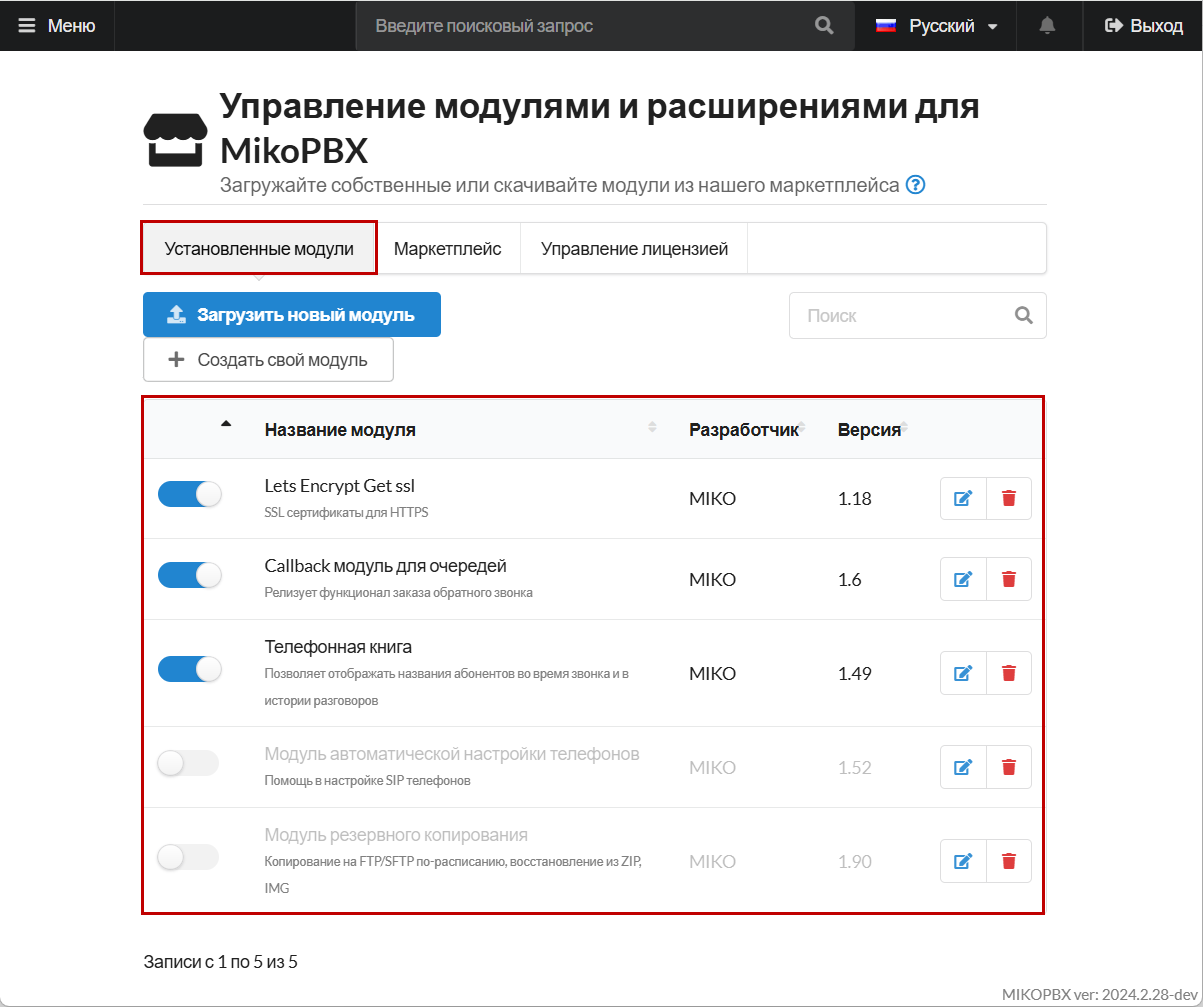 Меню
Введите поисковый запрос
Русский
Выход
Управление модулями и расширениями для
MikoPBX
Загружайте собственные или скачивайте модули из нашего маркетплейса
Установленные модули
Маркетплейс
Управление лицензией
Загрузить новый модуль
Поиск
Создать свой модуль
Название модуля
Разработчик
Версия
Lets Encrypt Get ssl
SSL сертификаты для HTTPS
MIKO
1.18
Callback модуль для очередей
Релизует функционал заказа обратного звонка
MIKO
1.6
Телефонная книга
Позволяет отображать названия абонентов во время звонка и в
истории разговоров
MIKO
1.49
Модуль автоматической настройки телефонов
Помощь в настройке SIP телефонов
MIKO
1.52
Модуль резервного копирования
Копирование на FTP/SFTP по-расписанию, восстановление из ZIP,
IMG
MIKO
1.90
Записи с 1 по 5 из 5
MIKOPBX ver: 2024.2.28-dev